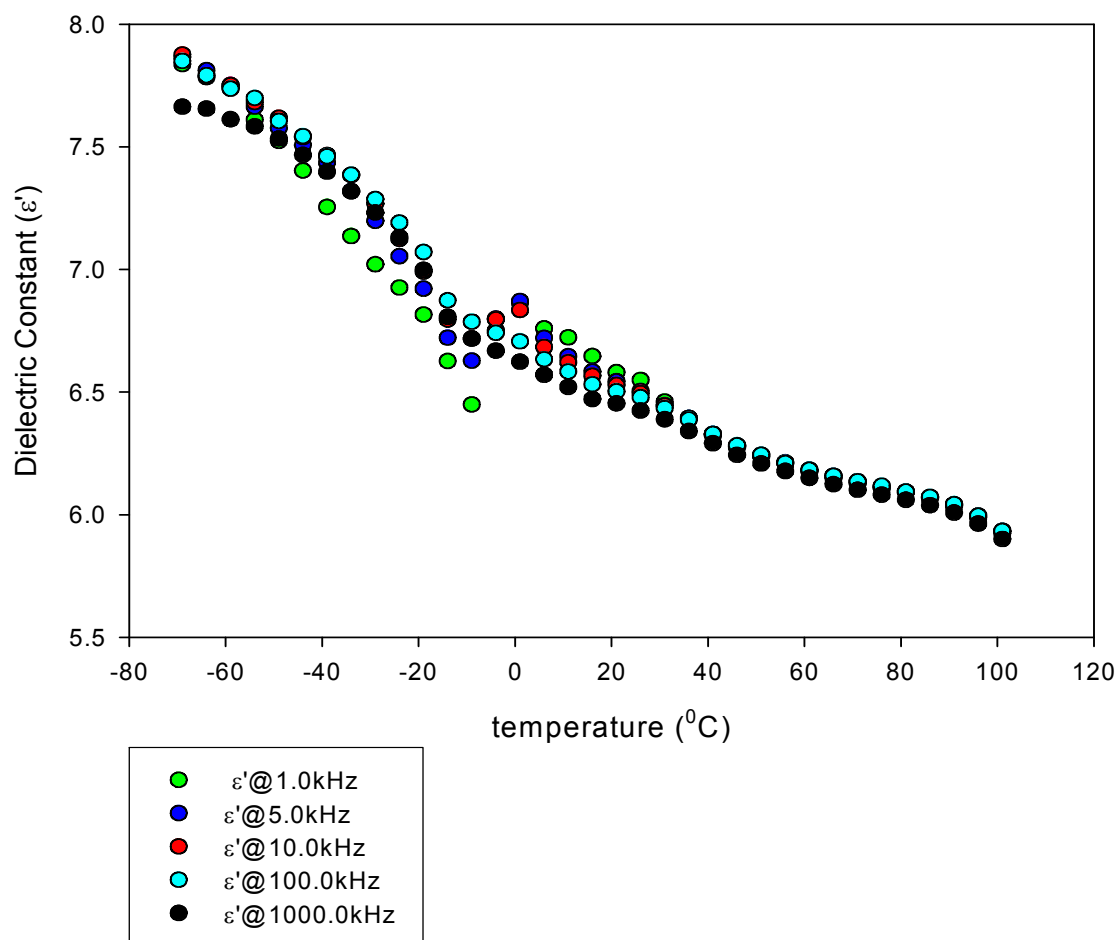 8.0
7.5
7.0
6.5
6.0
5.5
Dielectric Constant (ε')
-80 -60 -40 -20 0 20 40 60 80 100 120
temperature (⁰C)
ε'@1.0kHz
ε'@5.0kHz
ε'@10.0kHz
ε'@100.0kHz
ε'@1000.0kHz